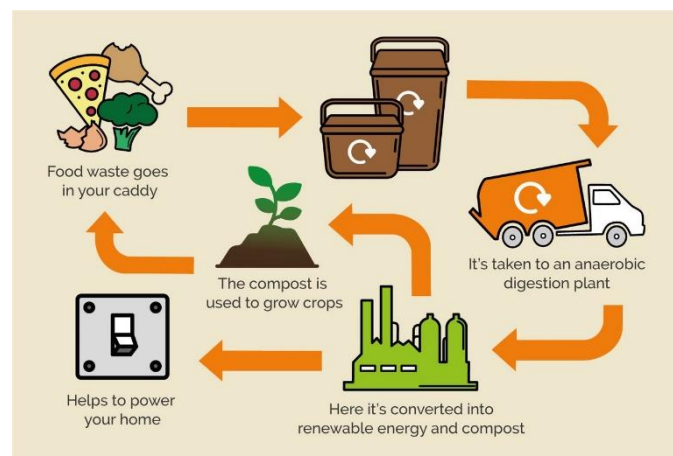 Food waste goes
in your caddy
It's taken to an anaerobic
digestion plant
The compost is
used to grow crops
Helps to power
your home
Here it's converted into
renewable energy and compost